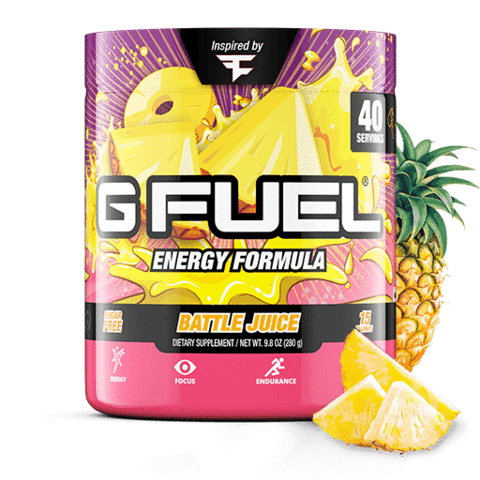 Inspired by
40
SERVINGS
G FUEL®
ENERGY FORMULA
SUGAR
FREE
BATTLE JUICE
15
DIETARY SUPPLEMENT / NET WT. 9.8 OZ (280 g)
ENERGY
FOCUS
ENDURANCE